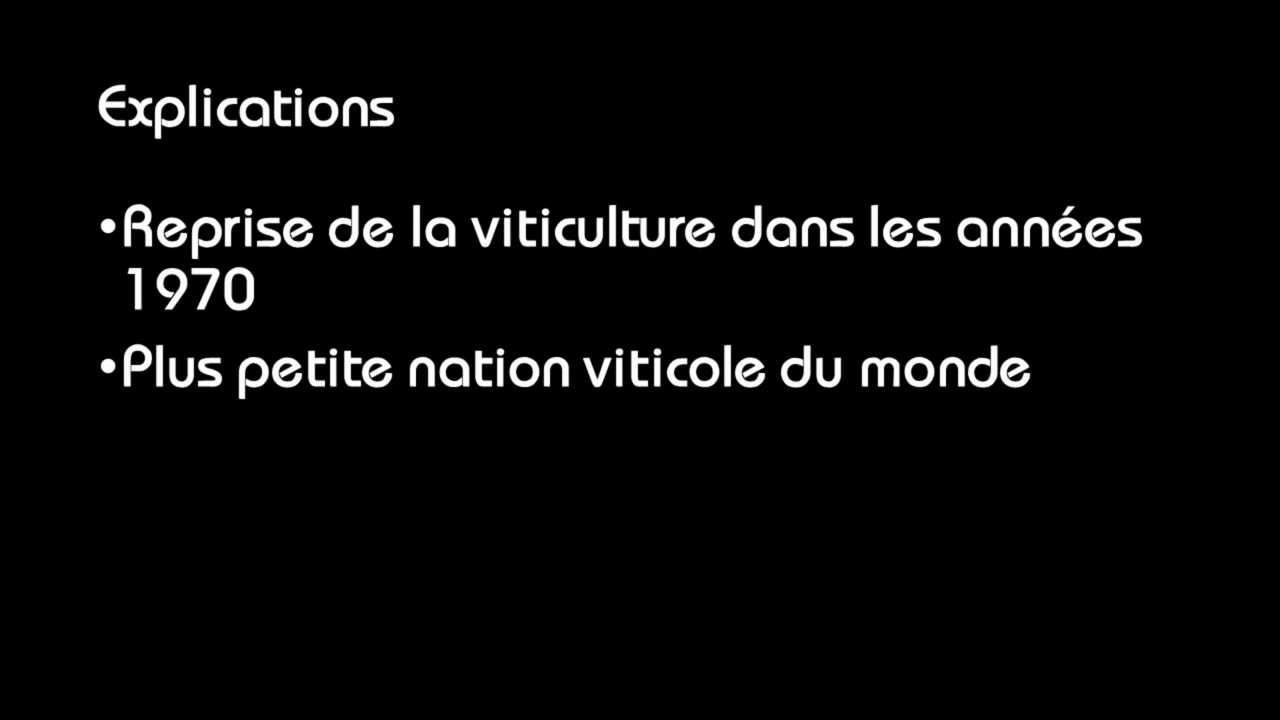 Explications
•Reprise de la viticulture dans les années
1970
•Plus petite nation viticole du monde